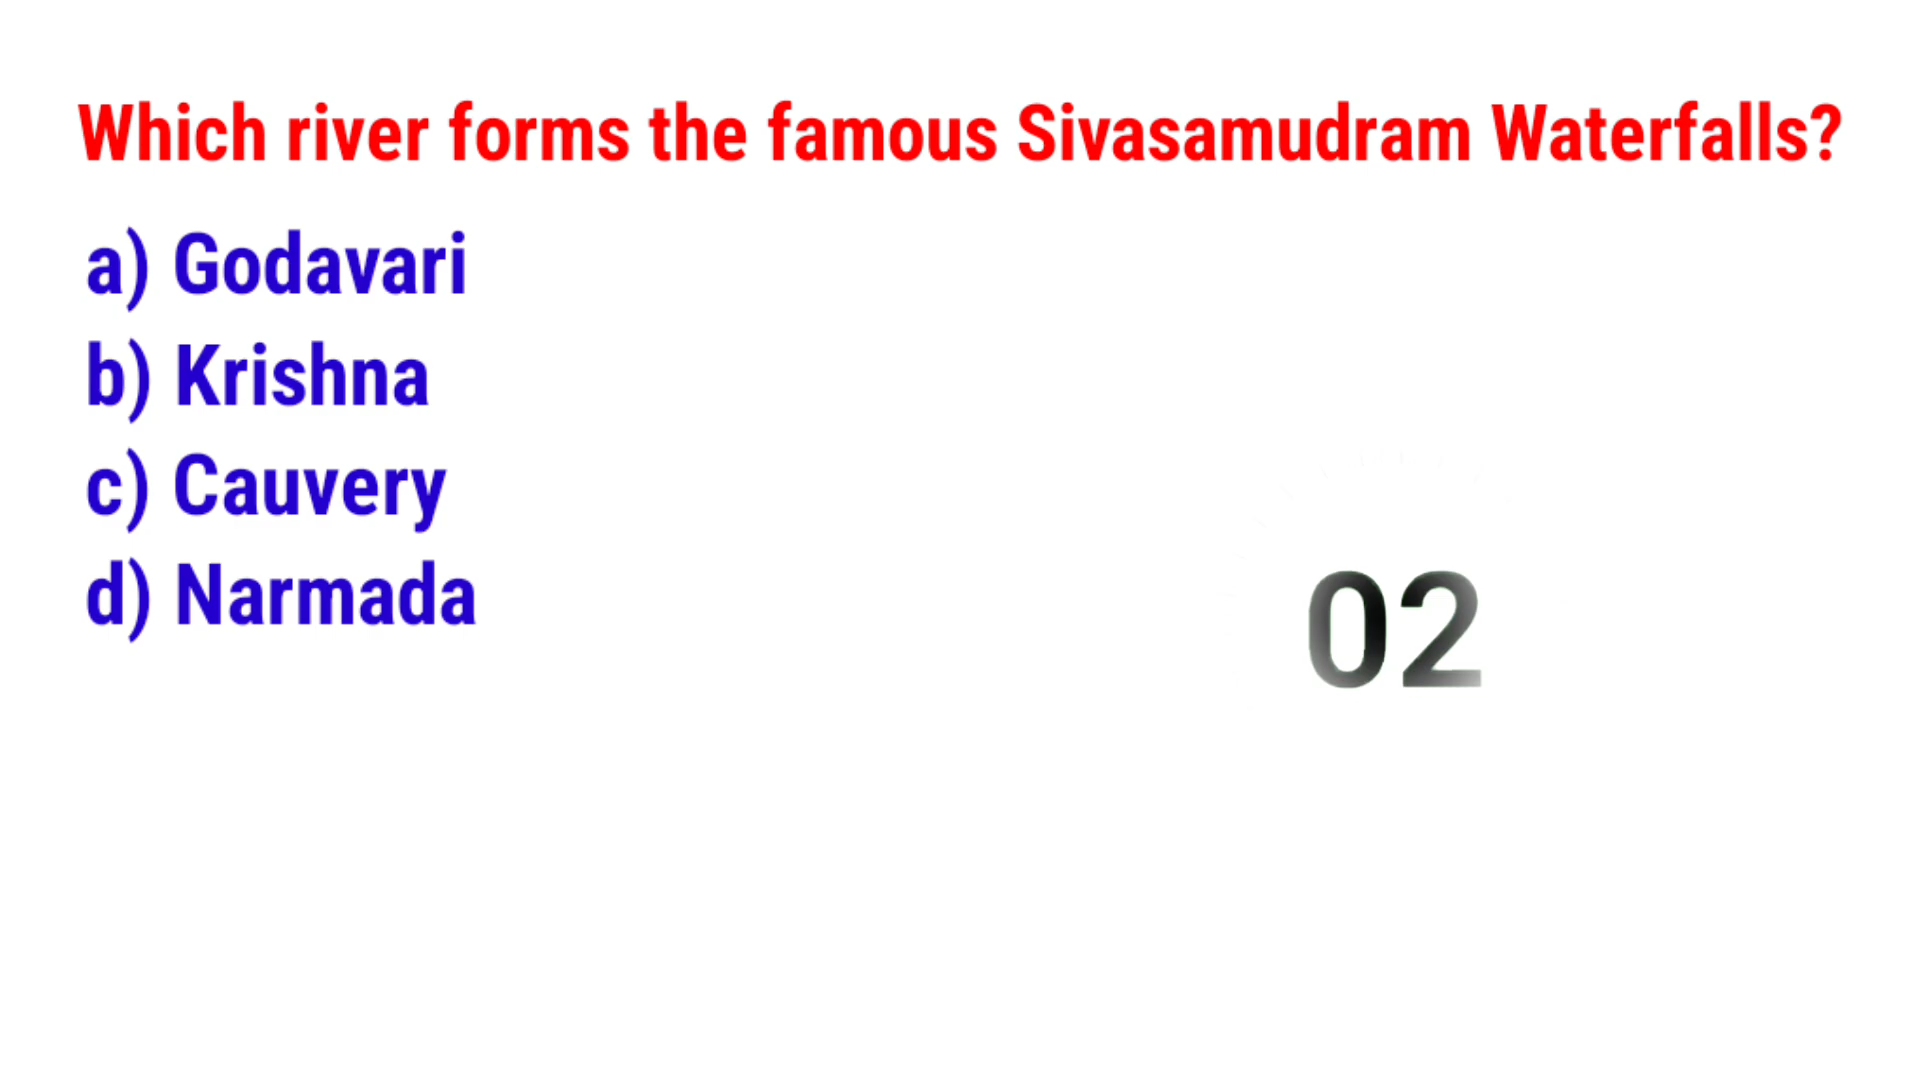 Which river forms the famous Sivasamudram Waterfalls?
a) Godavari
b) Krishna
c) Cauvery
d) Narmada
02